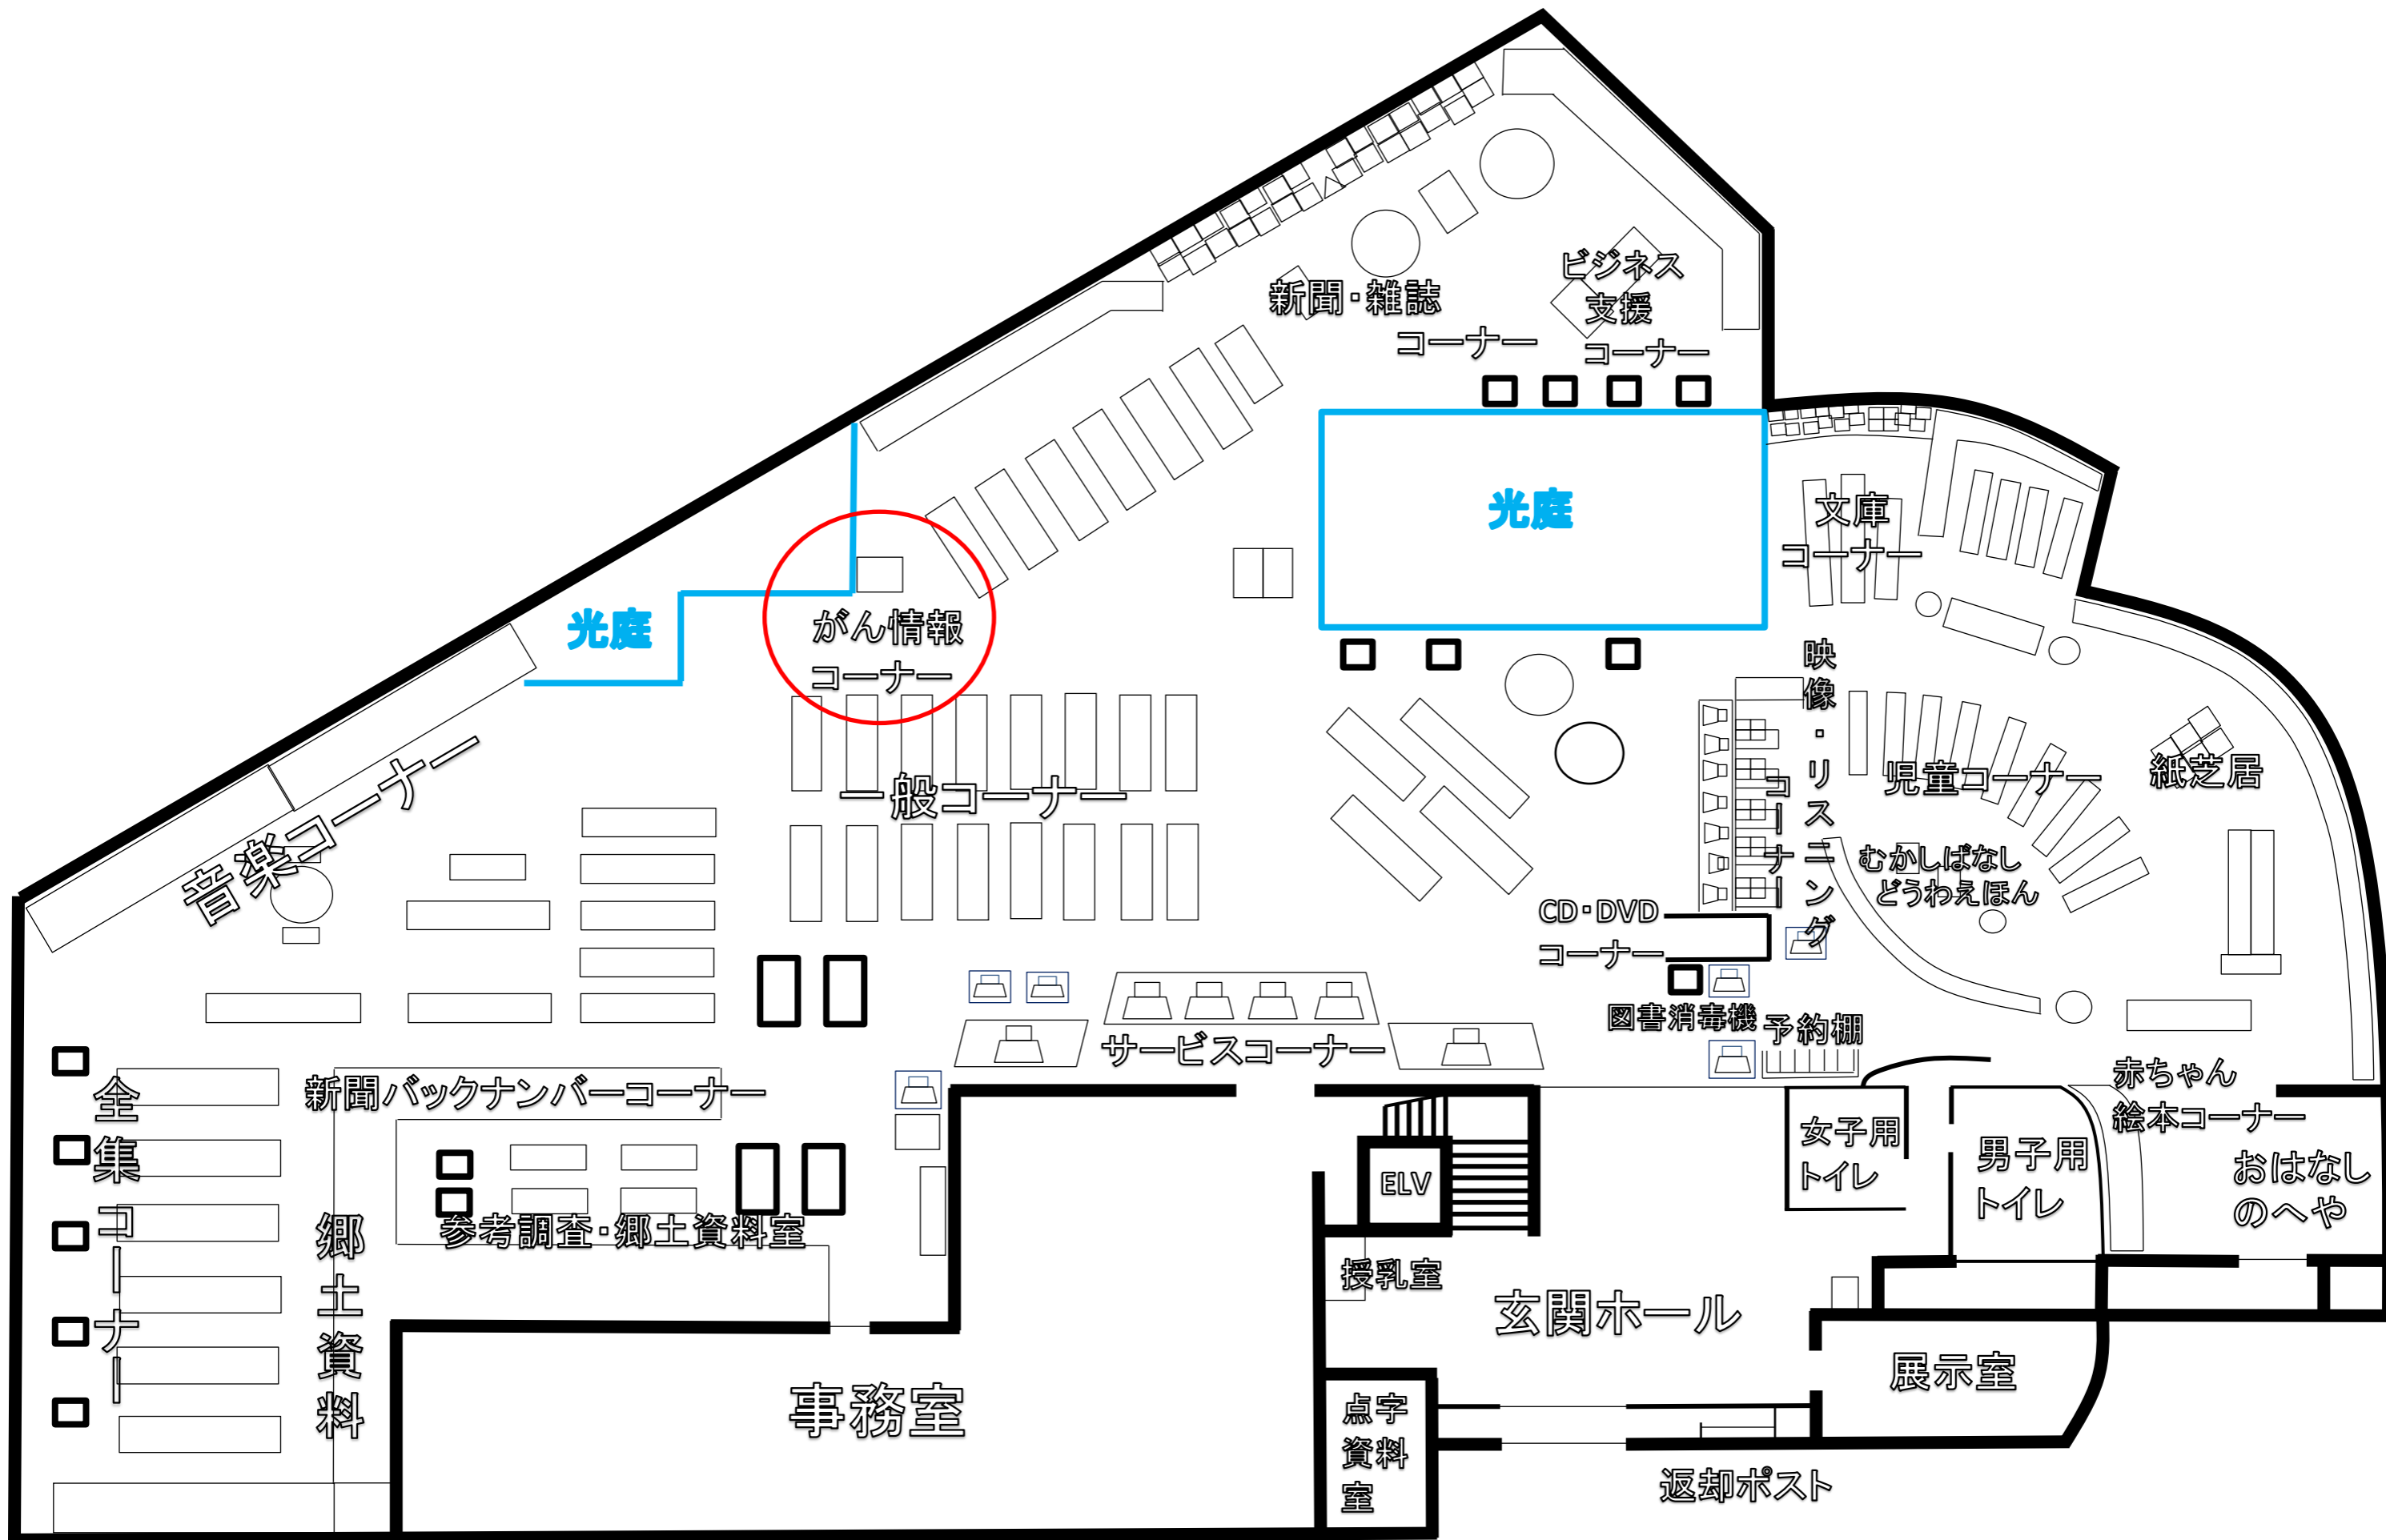 新聞・雑誌
コーナー
ビジネス
支援
コーナー
光庭
文庫
コーナー
光庭
がん情報
コーナー
映像・リスニング
コーナー
児童コーナー
紙芝居
音楽コーナー
一般コーナー
むかしばなし
どうわえほん
CD・DVD
コーナー
図書消毒機
予約棚
サービスコーナー
新聞バックナンバーコーナー
全集コーナー
赤ちゃん
絵本コーナー
女子用
トイレ
男子用
トイレ
おはなし
のへや
ELV
参考調査・郷土資料室
郷土資料
授乳室
玄関ホール
展示室
事務室
点字
資料
室
返却ポスト